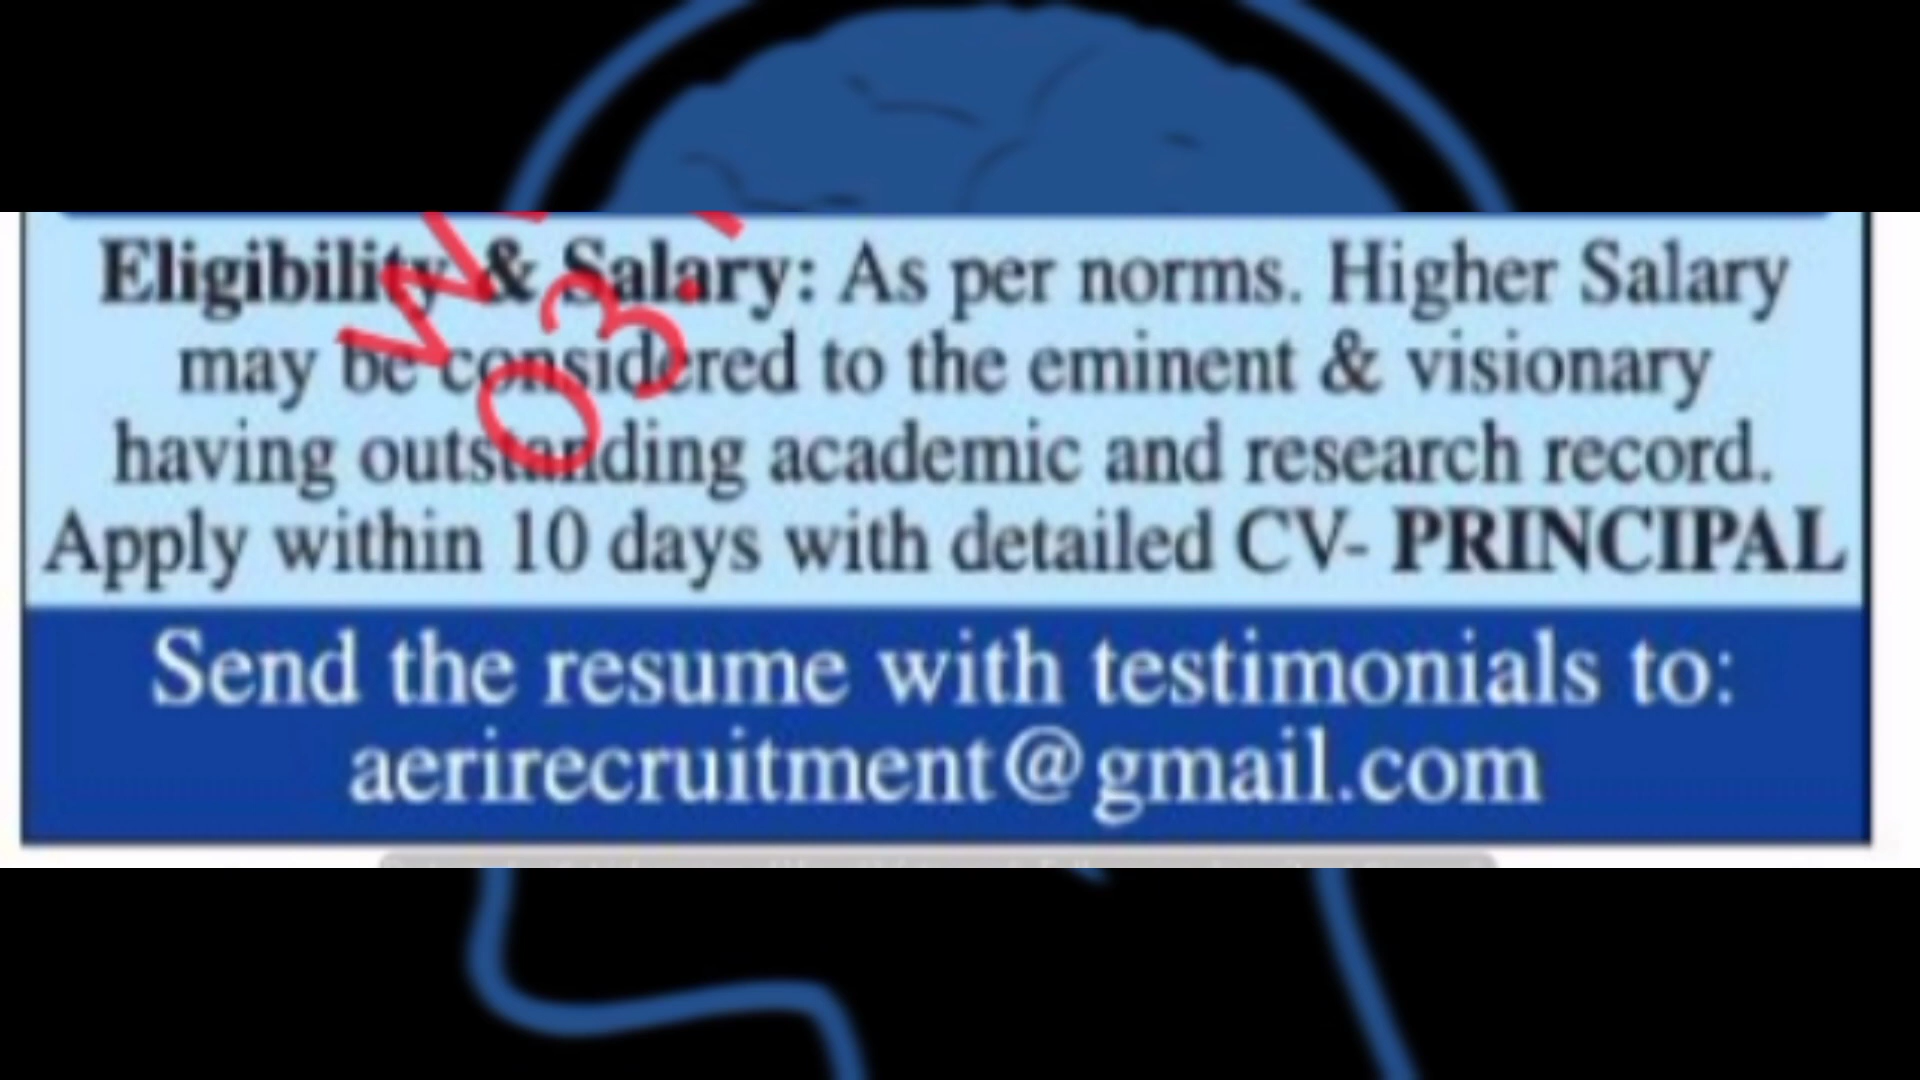 Eligibility & Salary: As per norms. Higher Salary
may be considered to the eminent & visionary
having outstanding academic and research record.
Apply within 10 days with detailed CV- PRINCIPAL
Send the resume with testimonials to:
aerirecruitment@gmail.com
03.